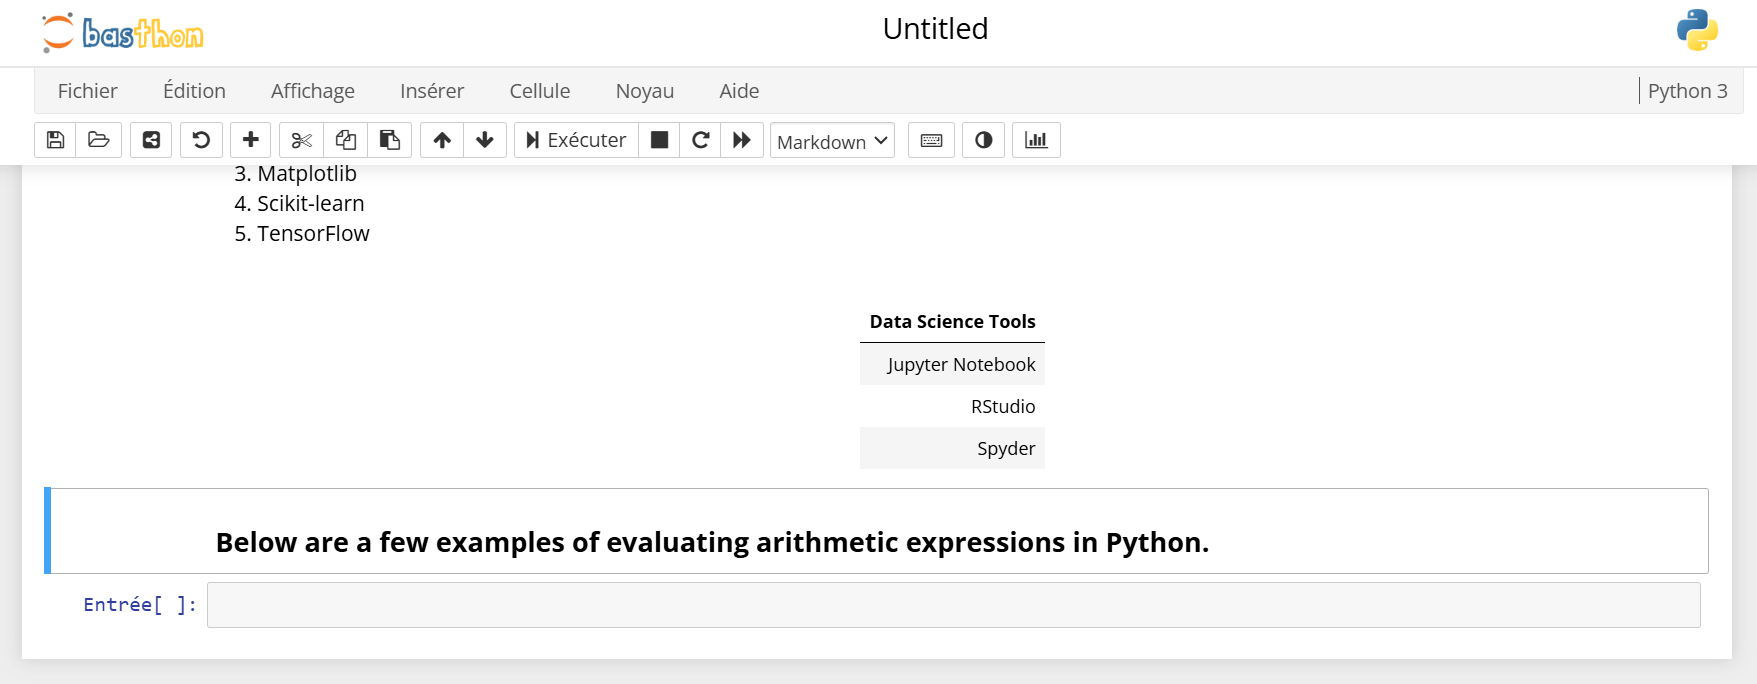 basthon
Untitled
Fichier Édition Affichage Insérer Cellule Noyau Aide Python 3
Exécuter Markdown
3. Matplotlib
4. Scikit-learn
5. TensorFlow
Data Science Tools
Jupyter Notebook
RStudio
Spyder
Below are a few examples of evaluating arithmetic expressions in Python.
Entrée[ ]: